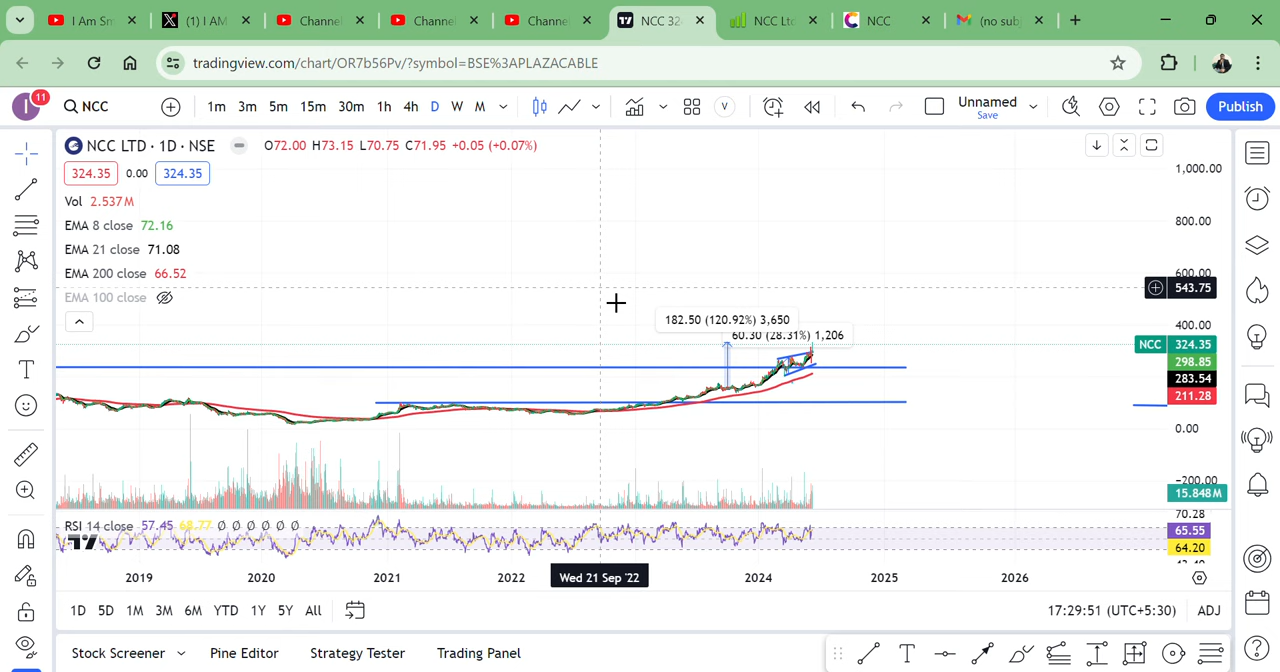 I Am Sm
(1) I AM
Channel
Channel
Channel
NCC 32
NCC Ltd
NCC
(no sub
tradingview.com/chart/OR7b56Pv/?symbol=BSE%3APLAZACABLE
I 11 NCC 1m 3m 5m 15m 30m 1h 4h D W M V Unnamed Save Publish
NCC LTD · 1D · NSE O72.00 H73.15 L70.75 C71.95 +0.05 (+0.07%)
324.35 0.00 324.35
Vol 2.537M
EMA 8 close 72.16
EMA 21 close 71.08
EMA 200 close 66.52
EMA 100 close
1,000.00
800.00
600.00
543.75
400.00
NCC 324.35
298.85
283.54
211.28
0.00
-200.00
15.848M
182.50 (120.92%) 3,650
60.30 (28.31%) 1,206
RSI 14 close 57.45 68.77 Ø Ø Ø Ø Ø Ø
70.28
65.55
64.20
2019 2020 2021 2022 Wed 21 Sep '22 2024 2025 2026
1D 5D 1M 3M 6M YTD 1Y 5Y All 17:29:51 (UTC+5:30) ADJ
Stock Screener Pine Editor Strategy Tester Trading Panel